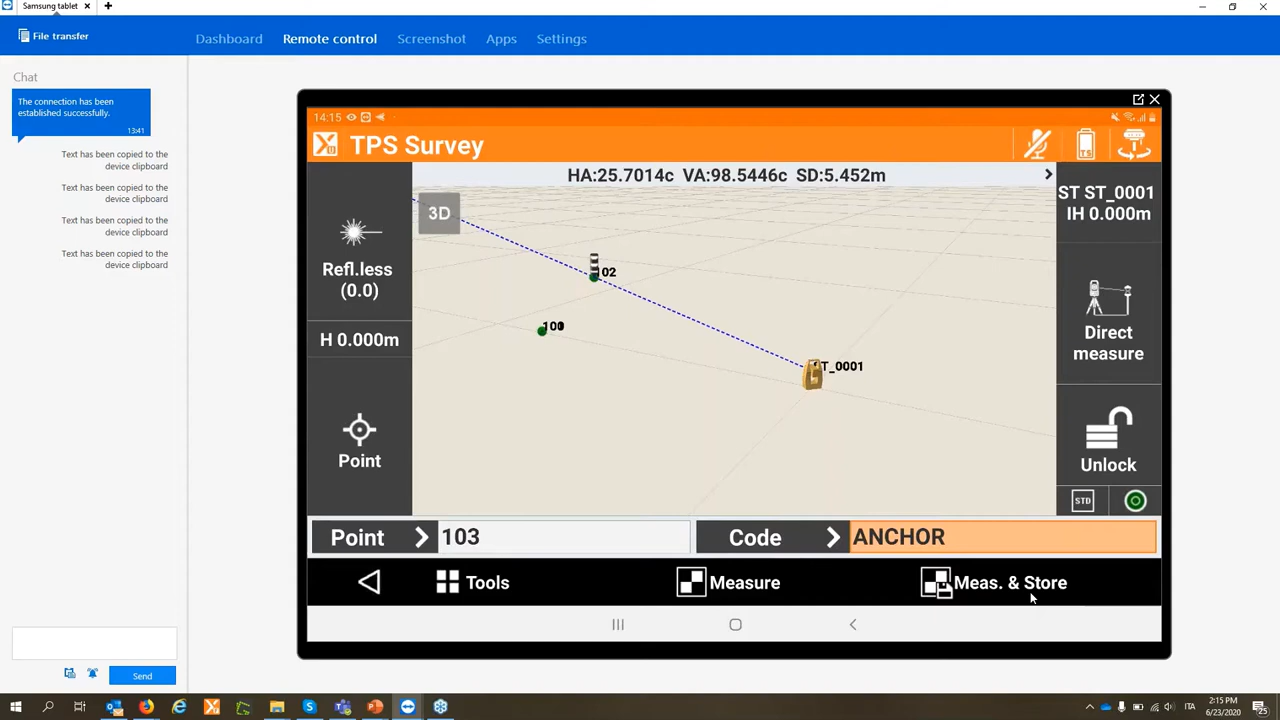 Samsung tablet
File transfer
Dashboard
Remote control
Screenshot
Apps
Settings
Chat
The connection has been
established successfully.
13:41
Text has been copied to the
device clipboard
Text has been copied to the
device clipboard
Text has been copied to the
device clipboard
Text has been copied to the
device clipboard
Send
14:15
TPS Survey
TS
HA:25.7014c VA:98.5446c SD:5.452m
3D
Refl.less
(0.0)
H 0.000m
Point
102
T_0001
ST ST_0001
IH 0.000m
Direct
measure
Unlock
STD
Point
103
Code
ANCHOR
Tools
Measure
Meas. & Store
ITA
2:15 PM
6/23/2020
25